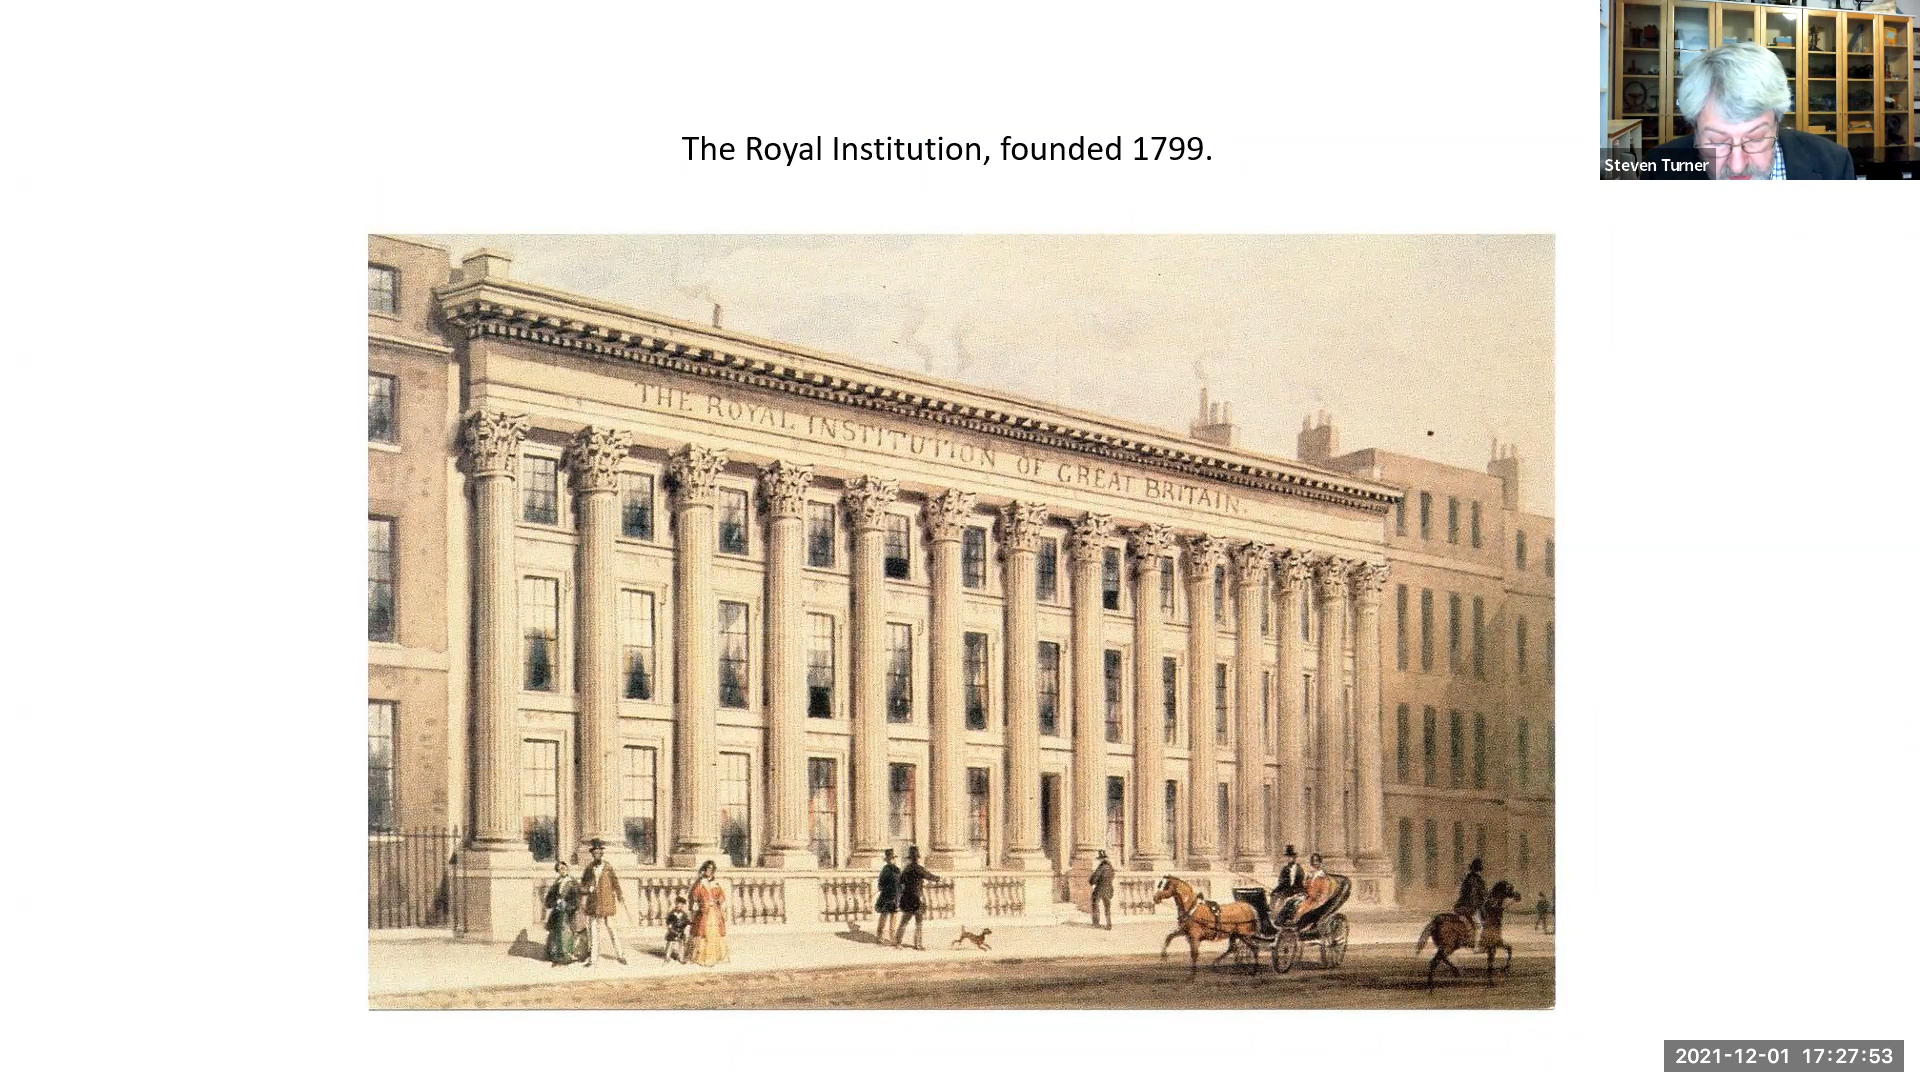 The Royal Institution, founded 1799.
Steven Turner
THE ROYAL INSTITUTION OF GREAT BRITAIN.
2021-12-01 17:27:53